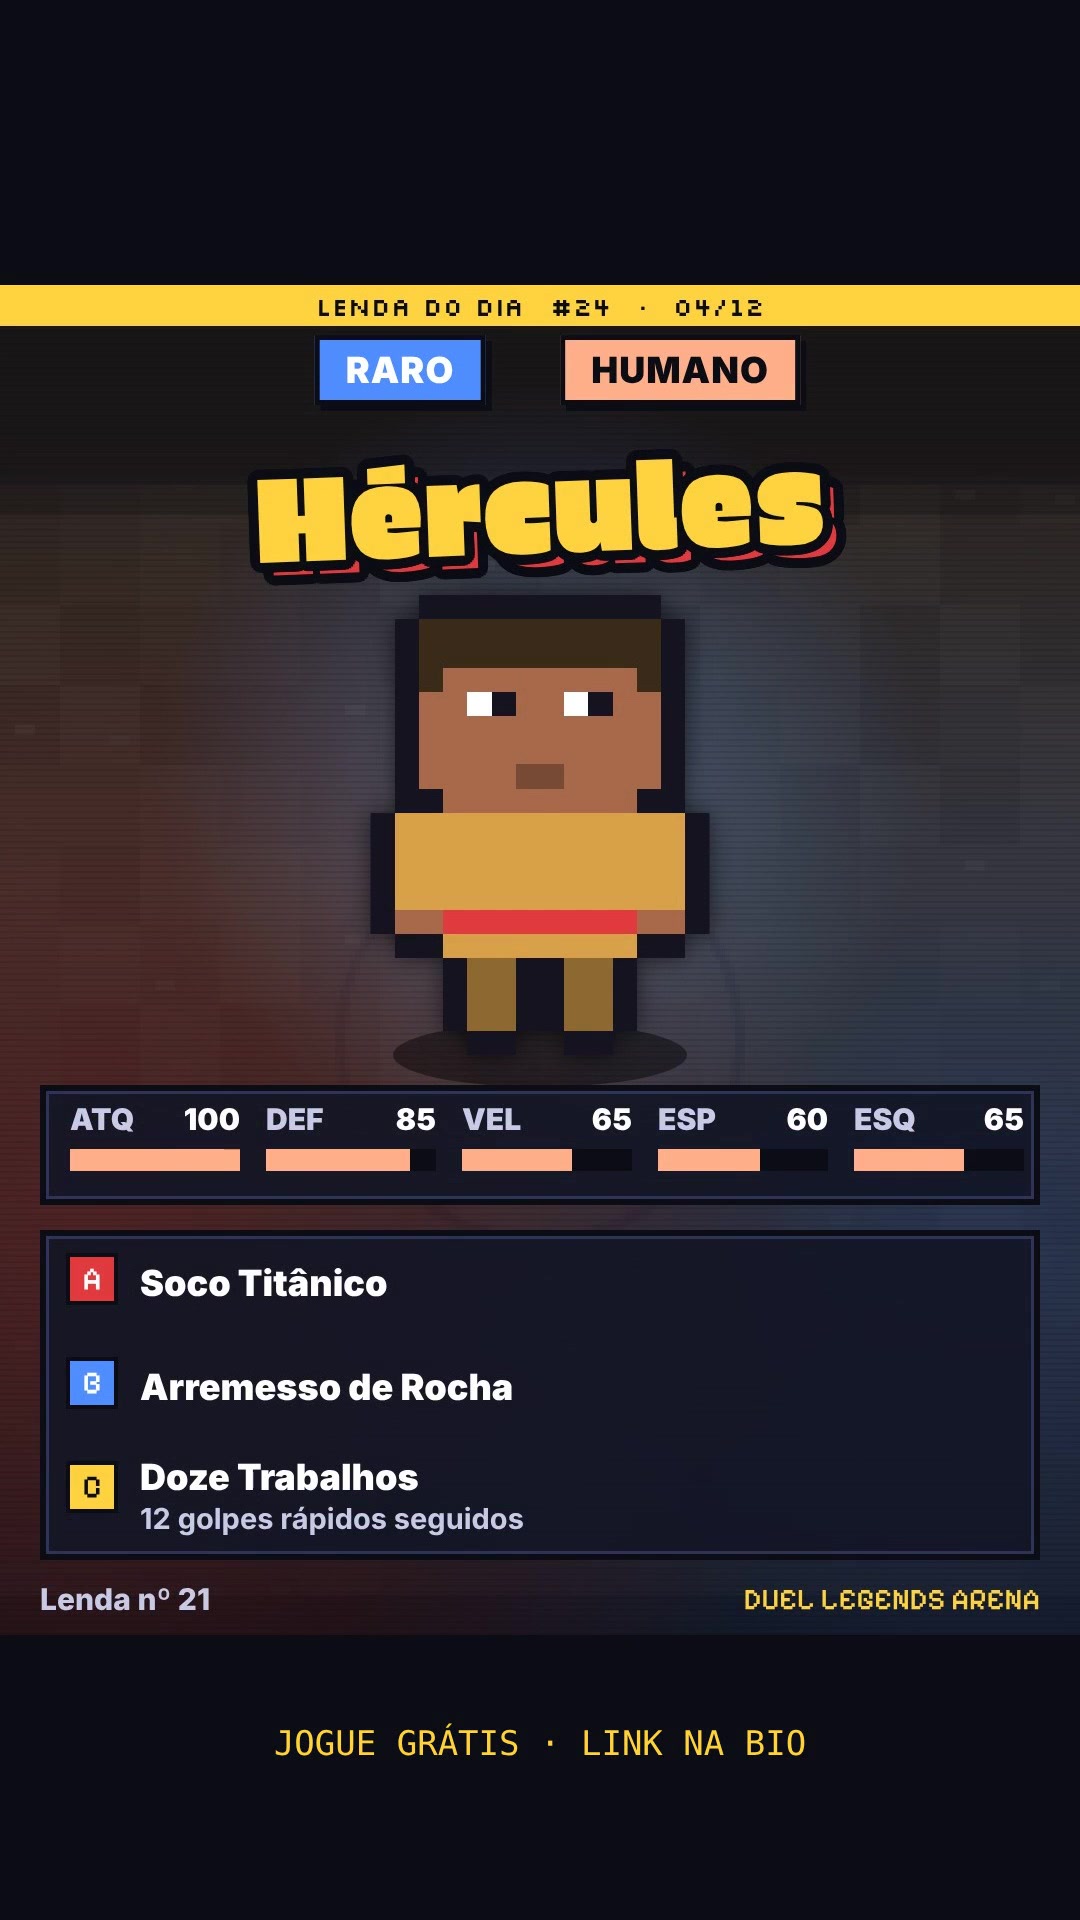 LENDA DO DIA #24 · 04/12
RARO HUMANO
Hércules
ATQ 100 DEF 85 VEL 65 ESP 60 ESQ 65
A Soco Titânico
B Arremesso de Rocha
C Doze Trabalhos
12 golpes rápidos seguidos
Lenda nº 21 DUEL LEGENDS ARENA
JOGUE GRÁTIS · LINK NA BIO